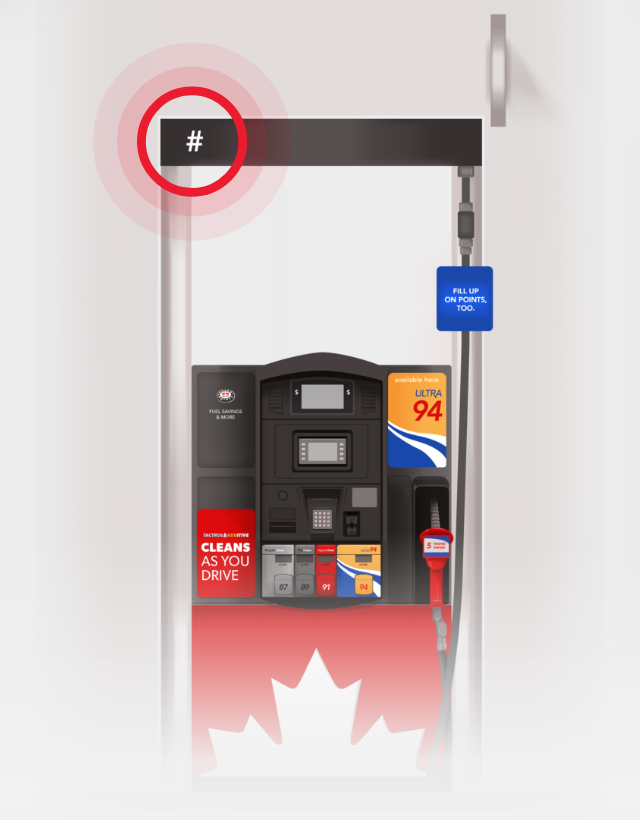 #
FILL UP
ON POINTS,
TOO.
$ $
FUEL SAVINGS
& MORE
available here
ULTRA
94
CLEANS
AS YOU
DRIVE
5
87
89
91
94